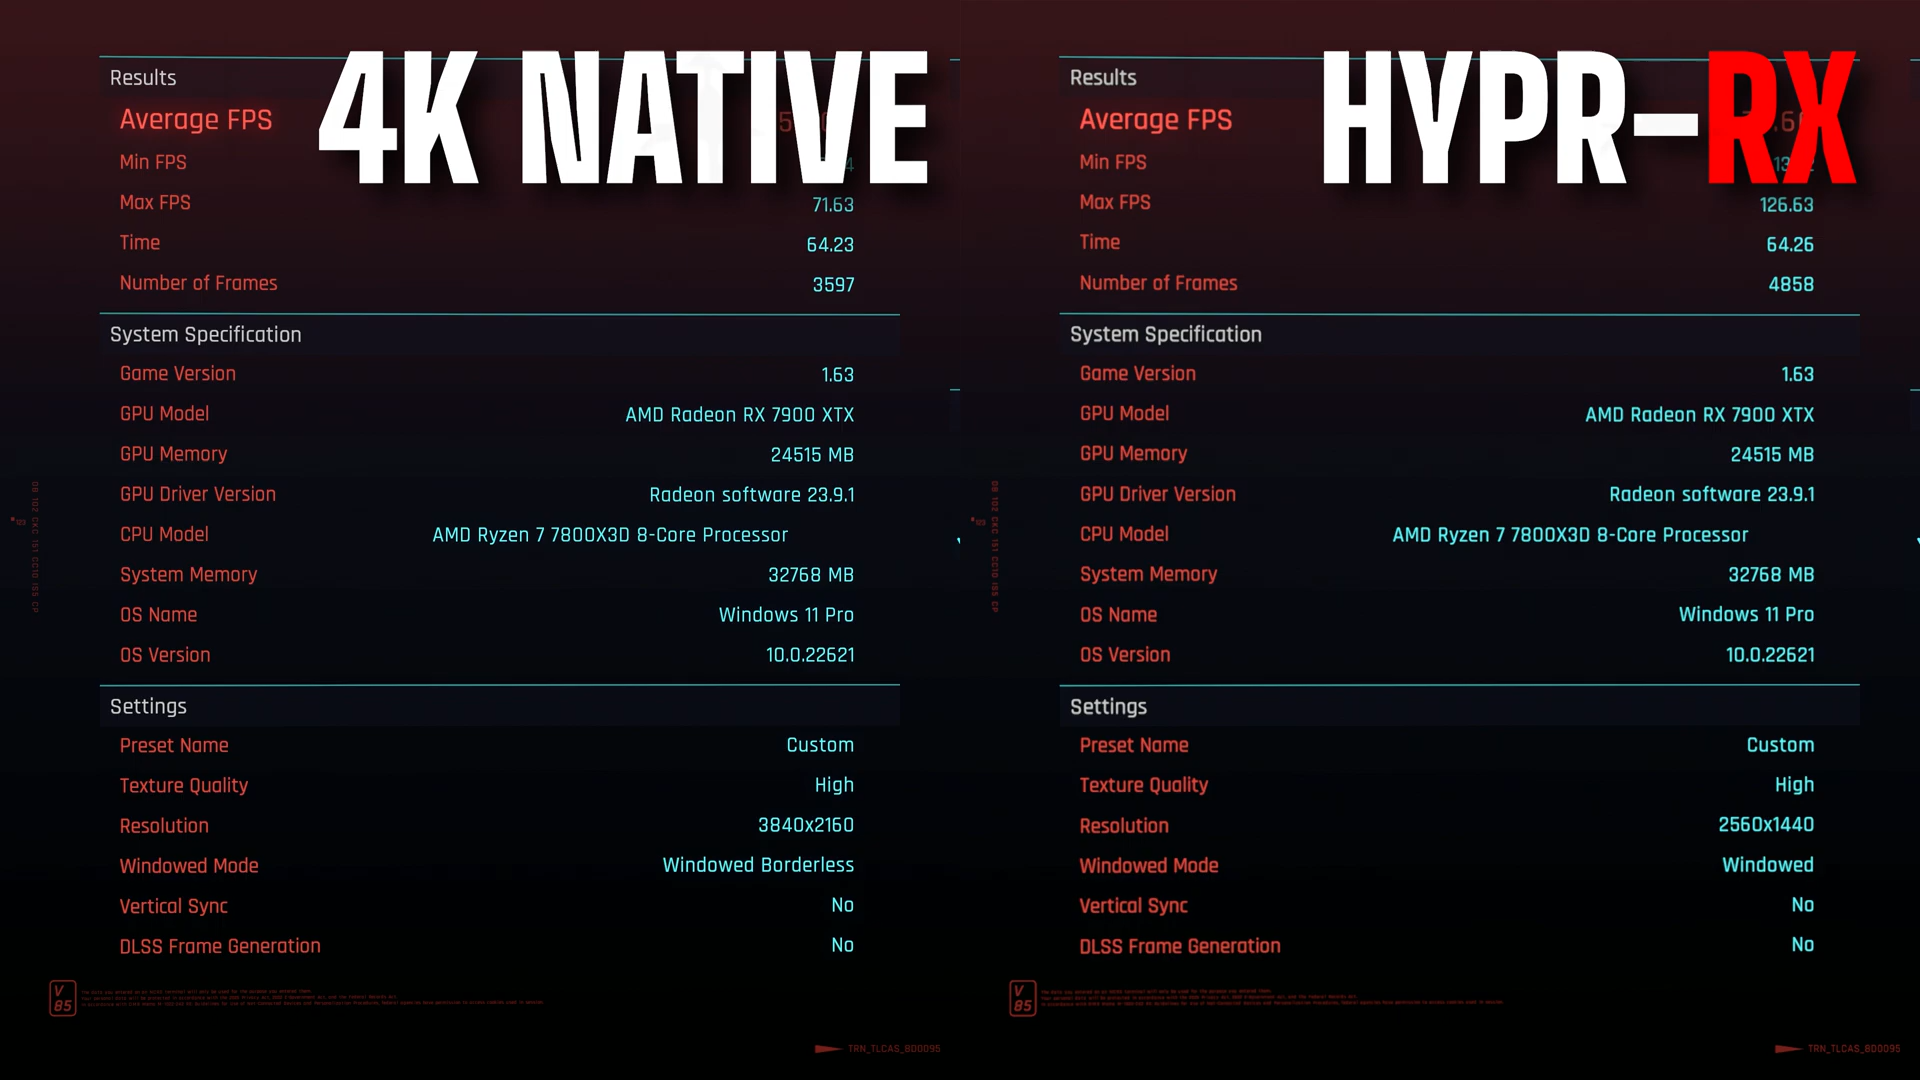 4K NATIVE
Results
Average FPS
Min FPS
Max FPS 71.63
Time 64.23
Number of Frames 3597
System Specification
Game Version 1.63
GPU Model AMD Radeon RX 7900 XTX
GPU Memory 24515 MB
GPU Driver Version Radeon software 23.9.1
CPU Model AMD Ryzen 7 7800X3D 8-Core Processor
System Memory 32768 MB
OS Name Windows 11 Pro
OS Version 10.0.22621
Settings
Preset Name Custom
Texture Quality High
Resolution 3840x2160
Windowed Mode Windowed Borderless
Vertical Sync No
DLSS Frame Generation No
V
85
TRN_TLCAS_800095
HYPR-RX
Results
Average FPS
Min FPS
Max FPS 126.63
Time 64.26
Number of Frames 4858
System Specification
Game Version 1.63
GPU Model AMD Radeon RX 7900 XTX
GPU Memory 24515 MB
GPU Driver Version Radeon software 23.9.1
CPU Model AMD Ryzen 7 7800X3D 8-Core Processor
System Memory 32768 MB
OS Name Windows 11 Pro
OS Version 10.0.22621
Settings
Preset Name Custom
Texture Quality High
Resolution 2560x1440
Windowed Mode Windowed
Vertical Sync No
DLSS Frame Generation No
V
85
TRN_TLCAS_800095